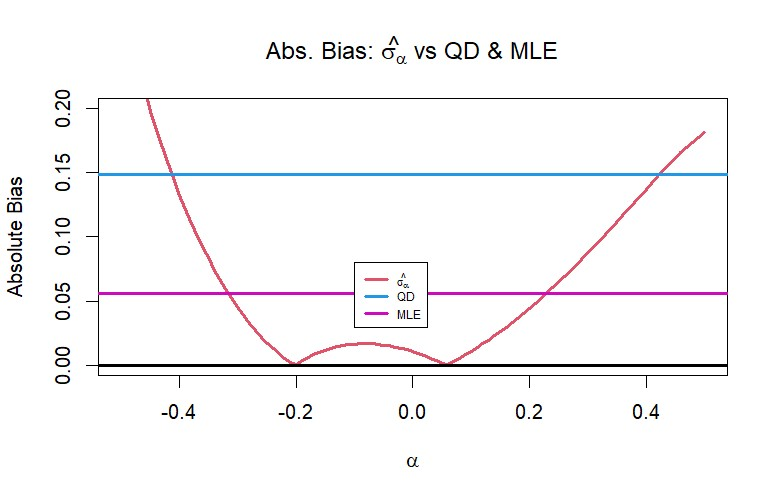 Abs. Bias: σ̂α vs QD & MLE
Absolute Bias
0.20
0.15
0.10
0.05
0.00
σ̂α
QD
MLE
-0.4 -0.2 0.0 0.2 0.4
α